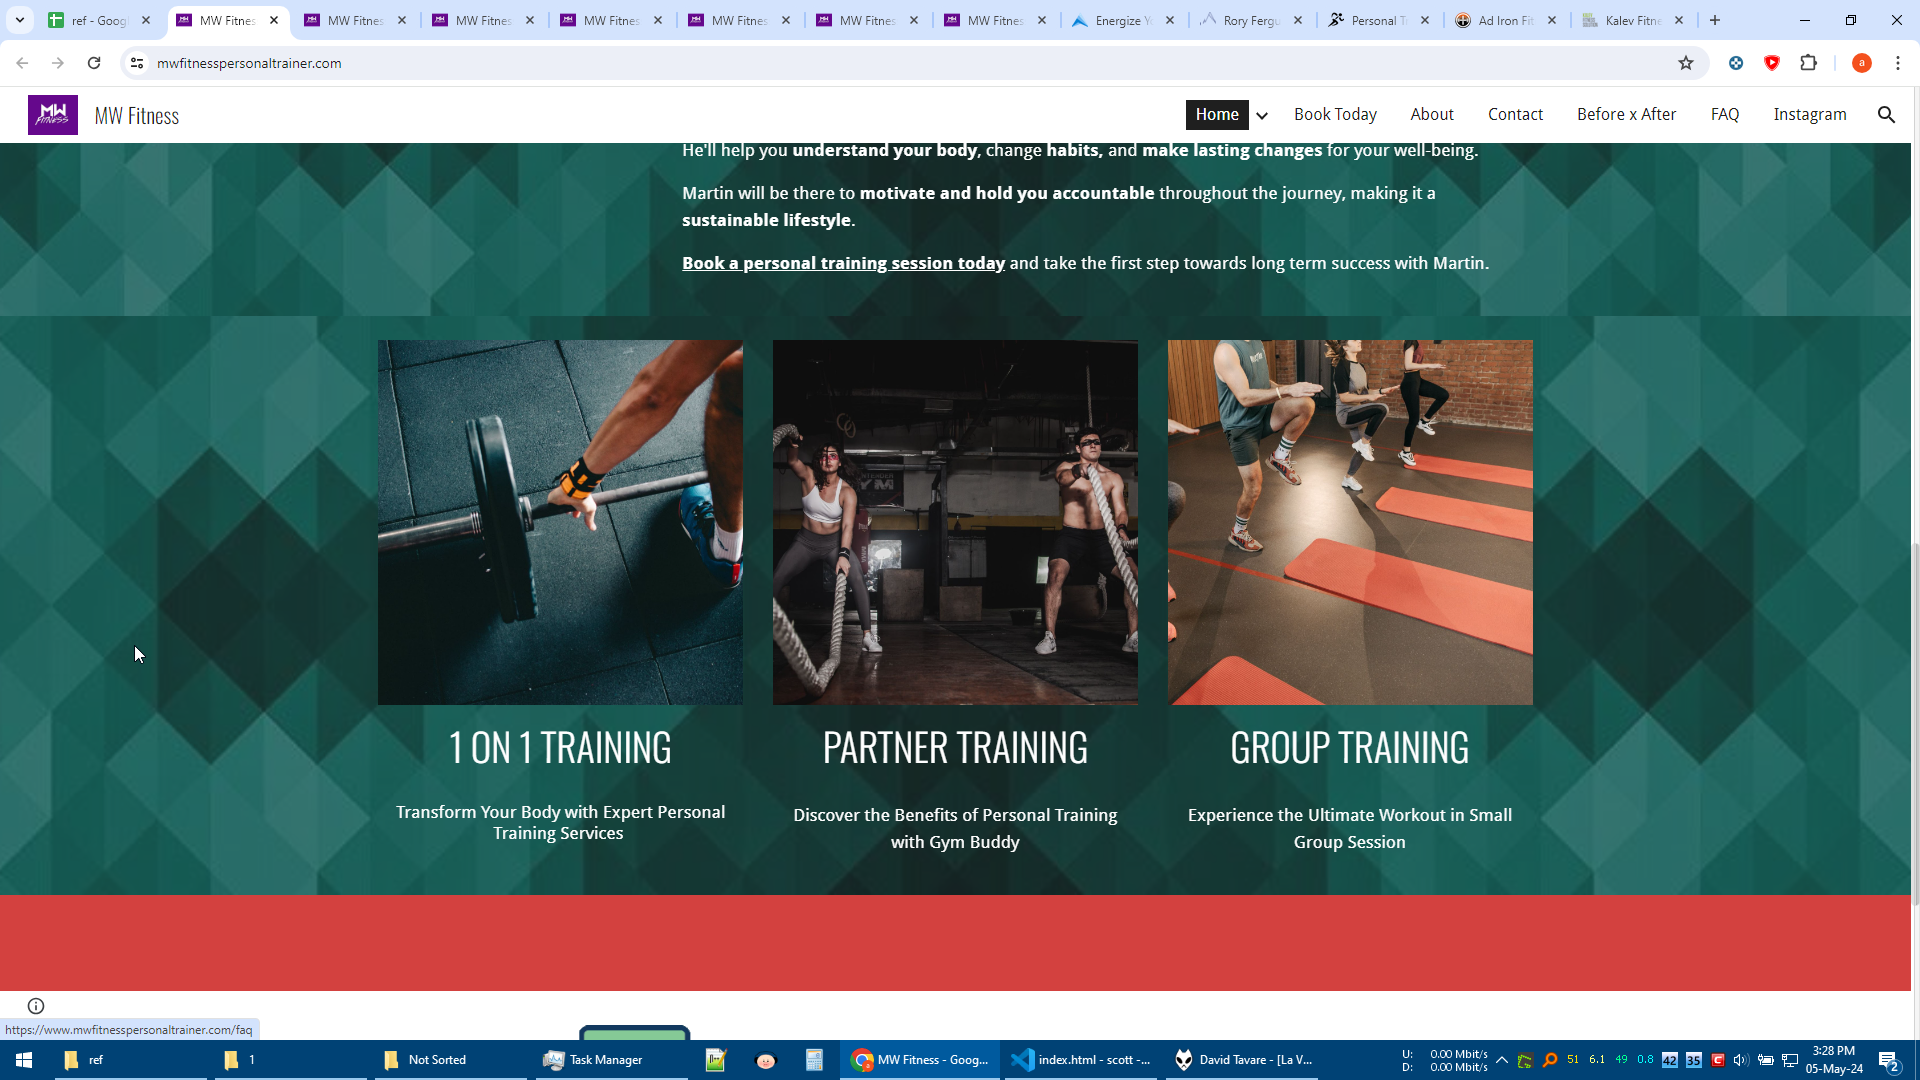 ref - Googl
MW Fitnes
MW Fitnes
MW Fitnes
MW Fitnes
MW Fitnes
MW Fitnes
MW Fitnes
Energize Y
Rory Fergu
Personal T
Ad Iron Fit
Kalev Fitne
mwfitnesspersonaltrainer.com
a
MW FITNESS
MW Fitness
Home
Book Today
About
Contact
Before x After
FAQ
Instagram
He'll help you understand your body, change habits, and make lasting changes for your well-being.
Martin will be there to motivate and hold you accountable throughout the journey, making it a
sustainable lifestyle.
Book a personal training session today and take the first step towards long term success with Martin.
1 ON 1 TRAINING
Transform Your Body with Expert Personal
Training Services
PARTNER TRAINING
Discover the Benefits of Personal Training
with Gym Buddy
GROUP TRAINING
Experience the Ultimate Workout in Small
Group Session
https://www.mwfitnesspersonaltrainer.com/faq
ref
1
Not Sorted
Task Manager
MW Fitness - Goog...
index.html - scott -...
David Tavare - [La V...
U: 0.00 Mbit/s
D: 0.00 Mbit/s
51 6.1 49 0.8 42 35
3:28 PM
05-May-24
2